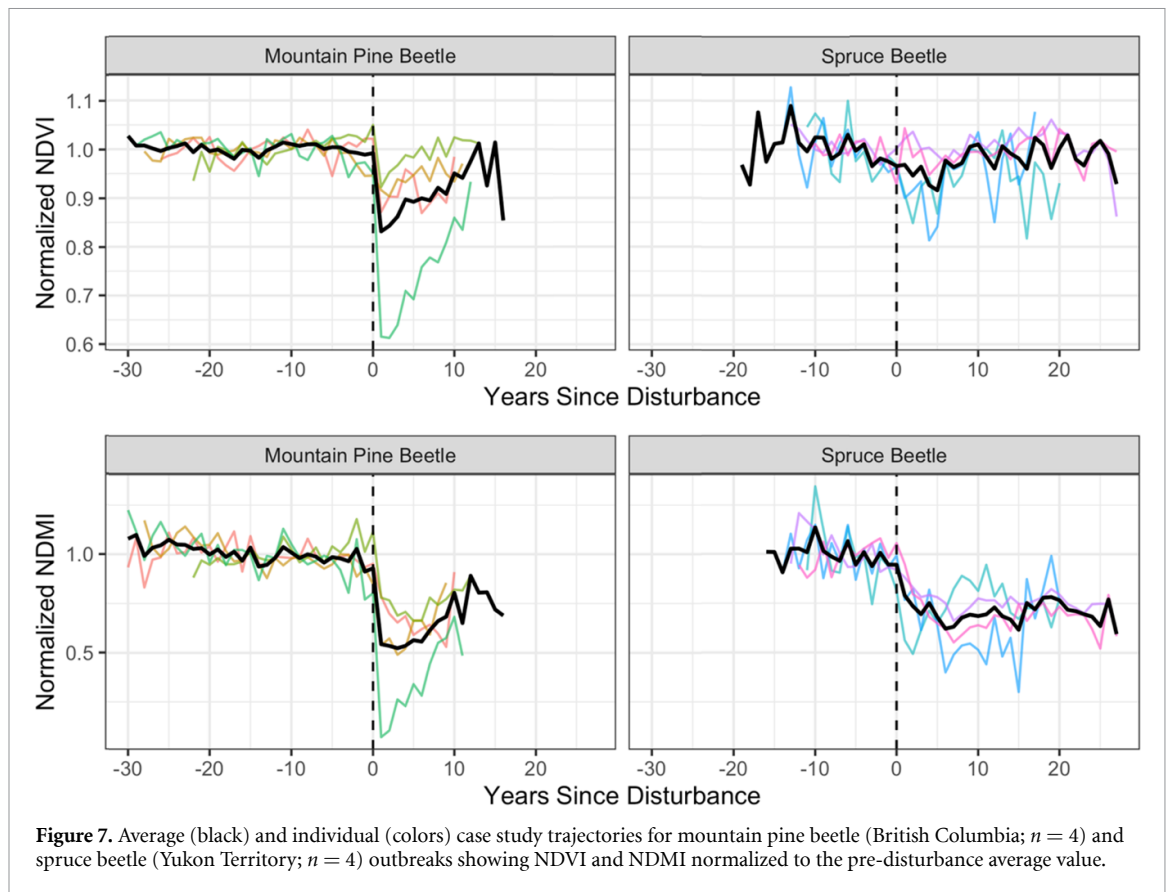 Mountain Pine Beetle
Spruce Beetle
Normalized NDVI
1.1
1.0
0.9
0.8
0.7
0.6
-30 -20 -10 0 10 20
-30 -20 -10 0 10 20
Years Since Disturbance
Mountain Pine Beetle
Spruce Beetle
Normalized NDMI
1.0
0.5
-30 -20 -10 0 10 20
-30 -20 -10 0 10 20
Years Since Disturbance
Figure 7. Average (black) and individual (colors) case study trajectories for mountain pine beetle (British Columbia; n = 4) and
spruce beetle (Yukon Territory; n = 4) outbreaks showing NDVI and NDMI normalized to the pre-disturbance average value.